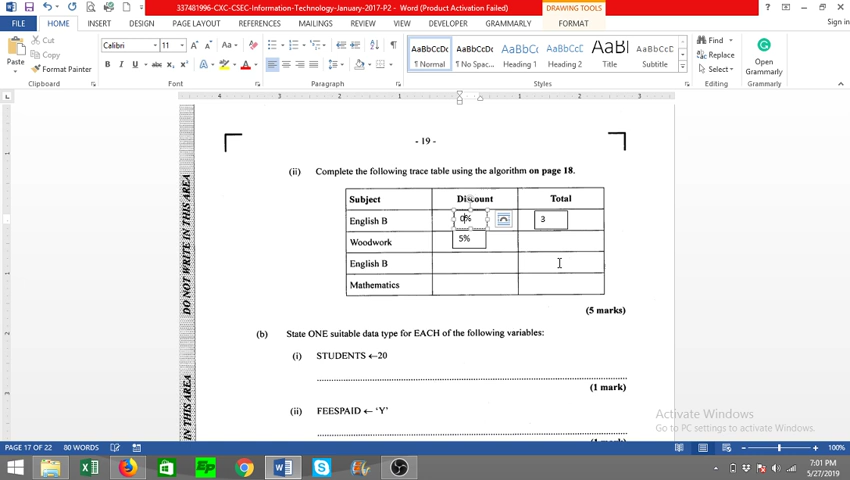 337481996-CXC-CSEC-Information-Technology-January-2017-P2 - Word (Product Activation Failed)
DRAWING TOOLS
FILE HOME INSERT DESIGN PAGE LAYOUT REFERENCES MAILINGS REVIEW VIEW DEVELOPER GRAMMARLY FORMAT
Sign in
Paste
Cut
Copy
Format Painter
Calibri 11
AaBbCcDc AaBbCcDc AaBbCc AaBbCcC AaBl AaBbCcD
¶ Normal ¶ No Spac... Heading 1 Heading 2 Title Subtitle
Find
Replace
Select
Open
Grammarly
Clipboard Font Paragraph Styles Editing Grammarly
- 19 -
(ii) Complete the following trace table using the algorithm on page 18.
Subject Discount Total
English B 0% 3
Woodwork 5%
English B
Mathematics
(5 marks)
(b) State ONE suitable data type for EACH of the following variables:
(i) STUDENTS ←20
(1 mark)
(ii) FEESPAID ← 'Y'
DO NOT WRITE IN THIS AREA
IN THIS AREA
Activate Windows
Go to PC settings to activate Windows.
PAGE 17 OF 22 80 WORDS
100%
7:01 PM
5/27/2019